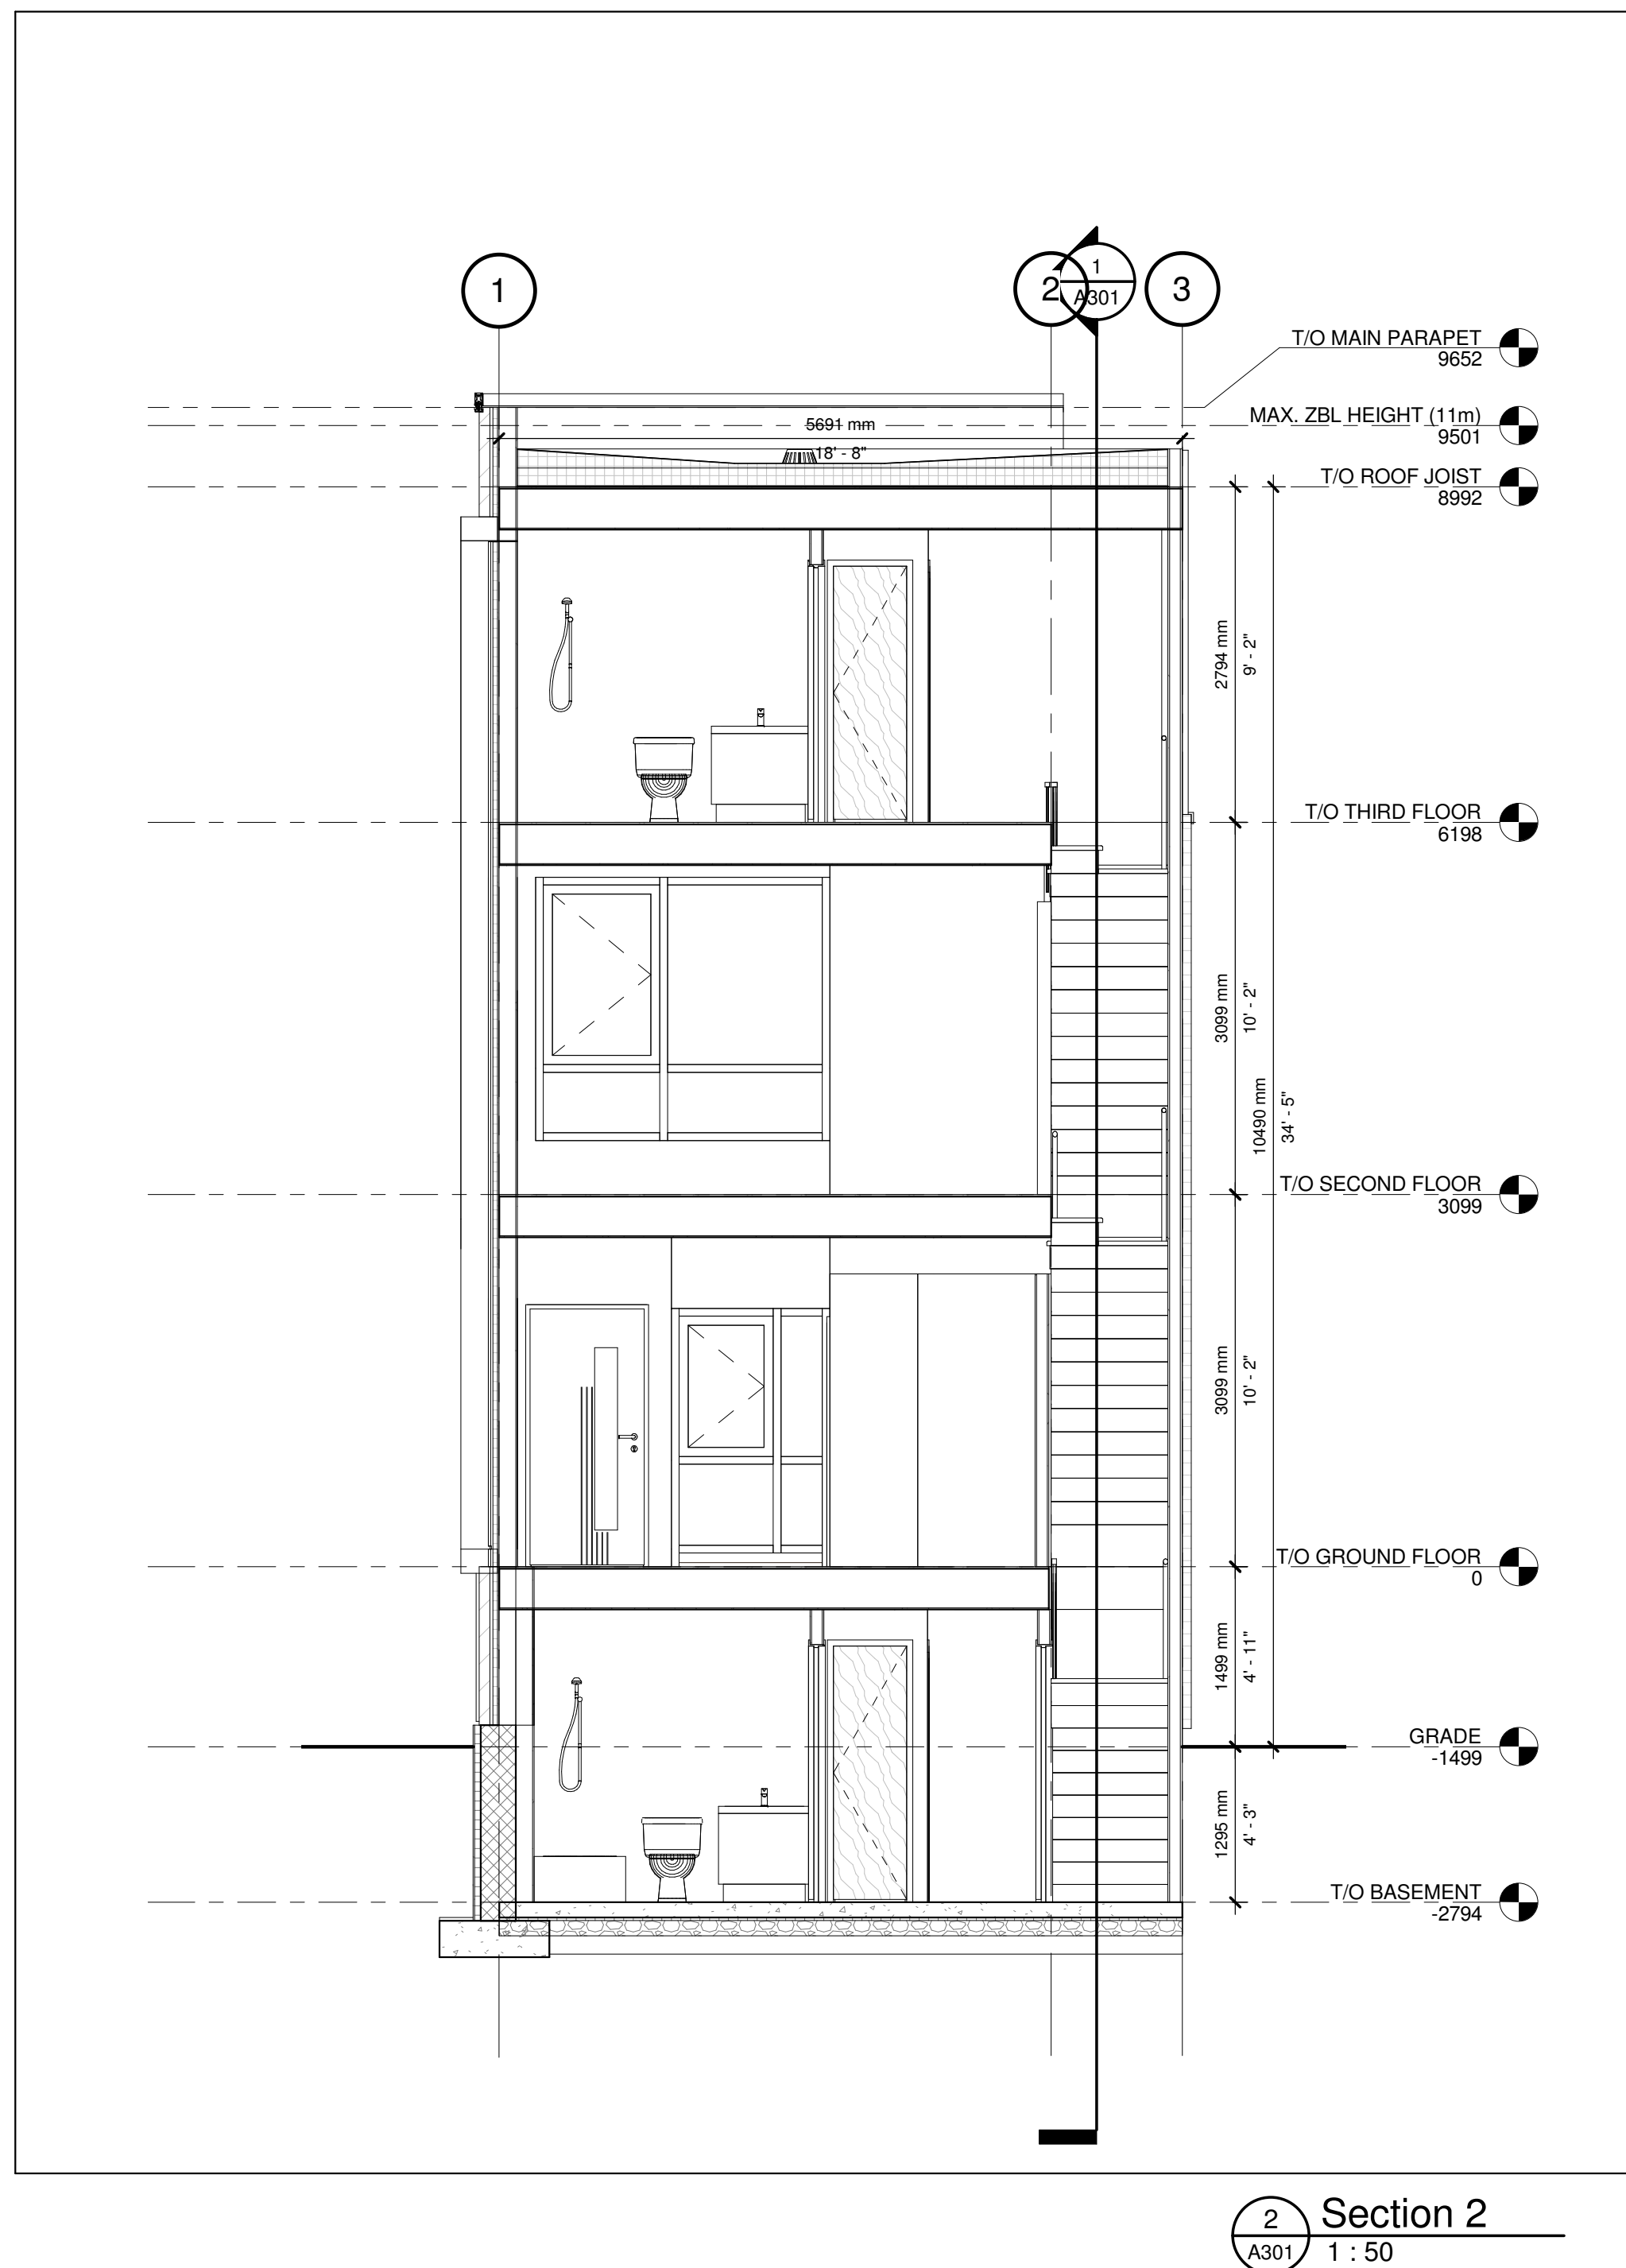 1
2
1
A301
3
T/O MAIN PARAPET
9652
MAX. ZBL HEIGHT (11m)
9501
5691 mm
18' - 8"
T/O ROOF JOIST
8992
2794 mm
9' - 2"
T/O THIRD FLOOR
6198
3099 mm
10' - 2"
10490 mm
34' - 5"
T/O SECOND FLOOR
3099
3099 mm
10' - 2"
T/O GROUND FLOOR
0
1499 mm
4' - 11"
GRADE
-1499
1295 mm
4' - 3"
T/O BASEMENT
-2794
2
A301
Section 2
1 : 50